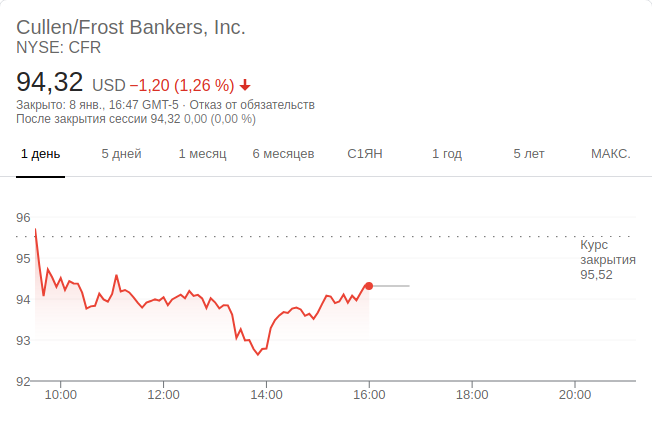 Cullen/Frost Bankers, Inc.
NYSE: CFR
94,32 USD −1,20 (1,26 %)
Закрыто: 8 янв., 16:47 GMT-5 · Отказ от обязательств
После закрытия сессии 94,32 0,00 (0,00 %)
1 день 5 дней 1 месяц 6 месяцев С1ЯН 1 год 5 лет МАКС.
96
Курс
закрытия
95,52
95
94
93
92
10:00 12:00 14:00 16:00 18:00 20:00